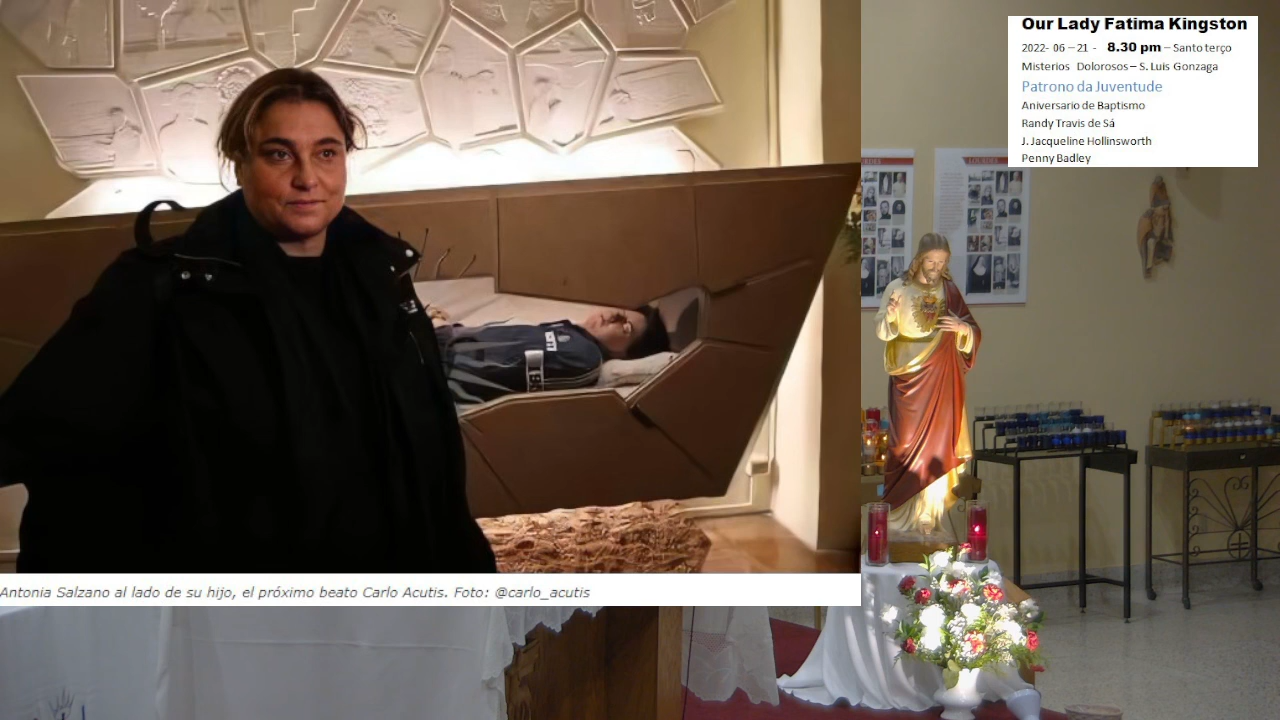 Our Lady Fatima Kingston
2022- 06 – 21 - 8.30 pm – Santo terço
Misterios Dolorosos – S. Luis Gonzaga
Patrono da Juventude
Aniversario de Baptismo
Randy Travis de Sá
J. Jacqueline Hollinsworth
Penny Badley
LOURDES
Antonia Salzano al lado de su hijo, el próximo beato Carlo Acutis. Foto: @carlo_acutis